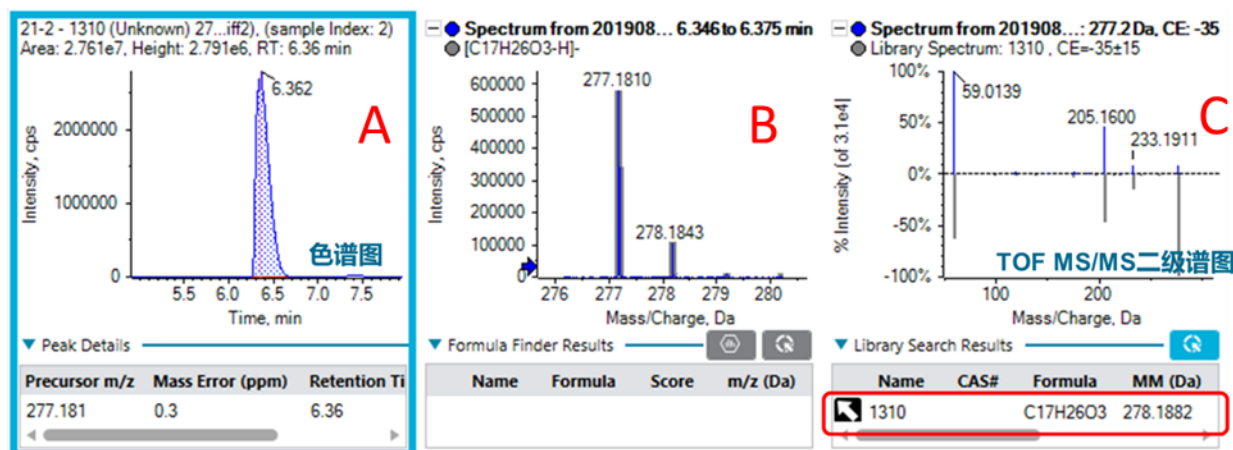 21-2 - 1310 (Unknown) 27...iff2), (sample Index: 2)
Area: 2.761e7, Height: 2.791e6, RT: 6.36 min
6.362
A
2000000
1000000
0
Intensity, cps
色谱图
5.5 6.0 6.5 7.0 7.5
Time, min
Peak Details
Precursor m/z Mass Error (ppm) Retention Ti
277.181 0.3 6.36
Spectrum from 201908... 6.346 to 6.375 min
[C17H26O3-H]-
277.1810
B
600000
500000
400000
300000
200000
100000
0
Intensity, cps
278.1843
276 277 278 279 280
Mass/Charge, Da
Formula Finder Results
Name Formula Score m/z (Da)
Spectrum from 201908...: 277.2 Da, CE: -35
Library Spectrum: 1310 , CE=-35±15
100%
50%
0%
-50%
-100%
% Intensity (of 3.1e4)
59.0139
205.1600
233.1911
C
TOF MS/MS二级谱图
100 200
Mass/Charge, Da
Library Search Results
Name CAS# Formula MM (Da)
1310 C17H26O3 278.1882